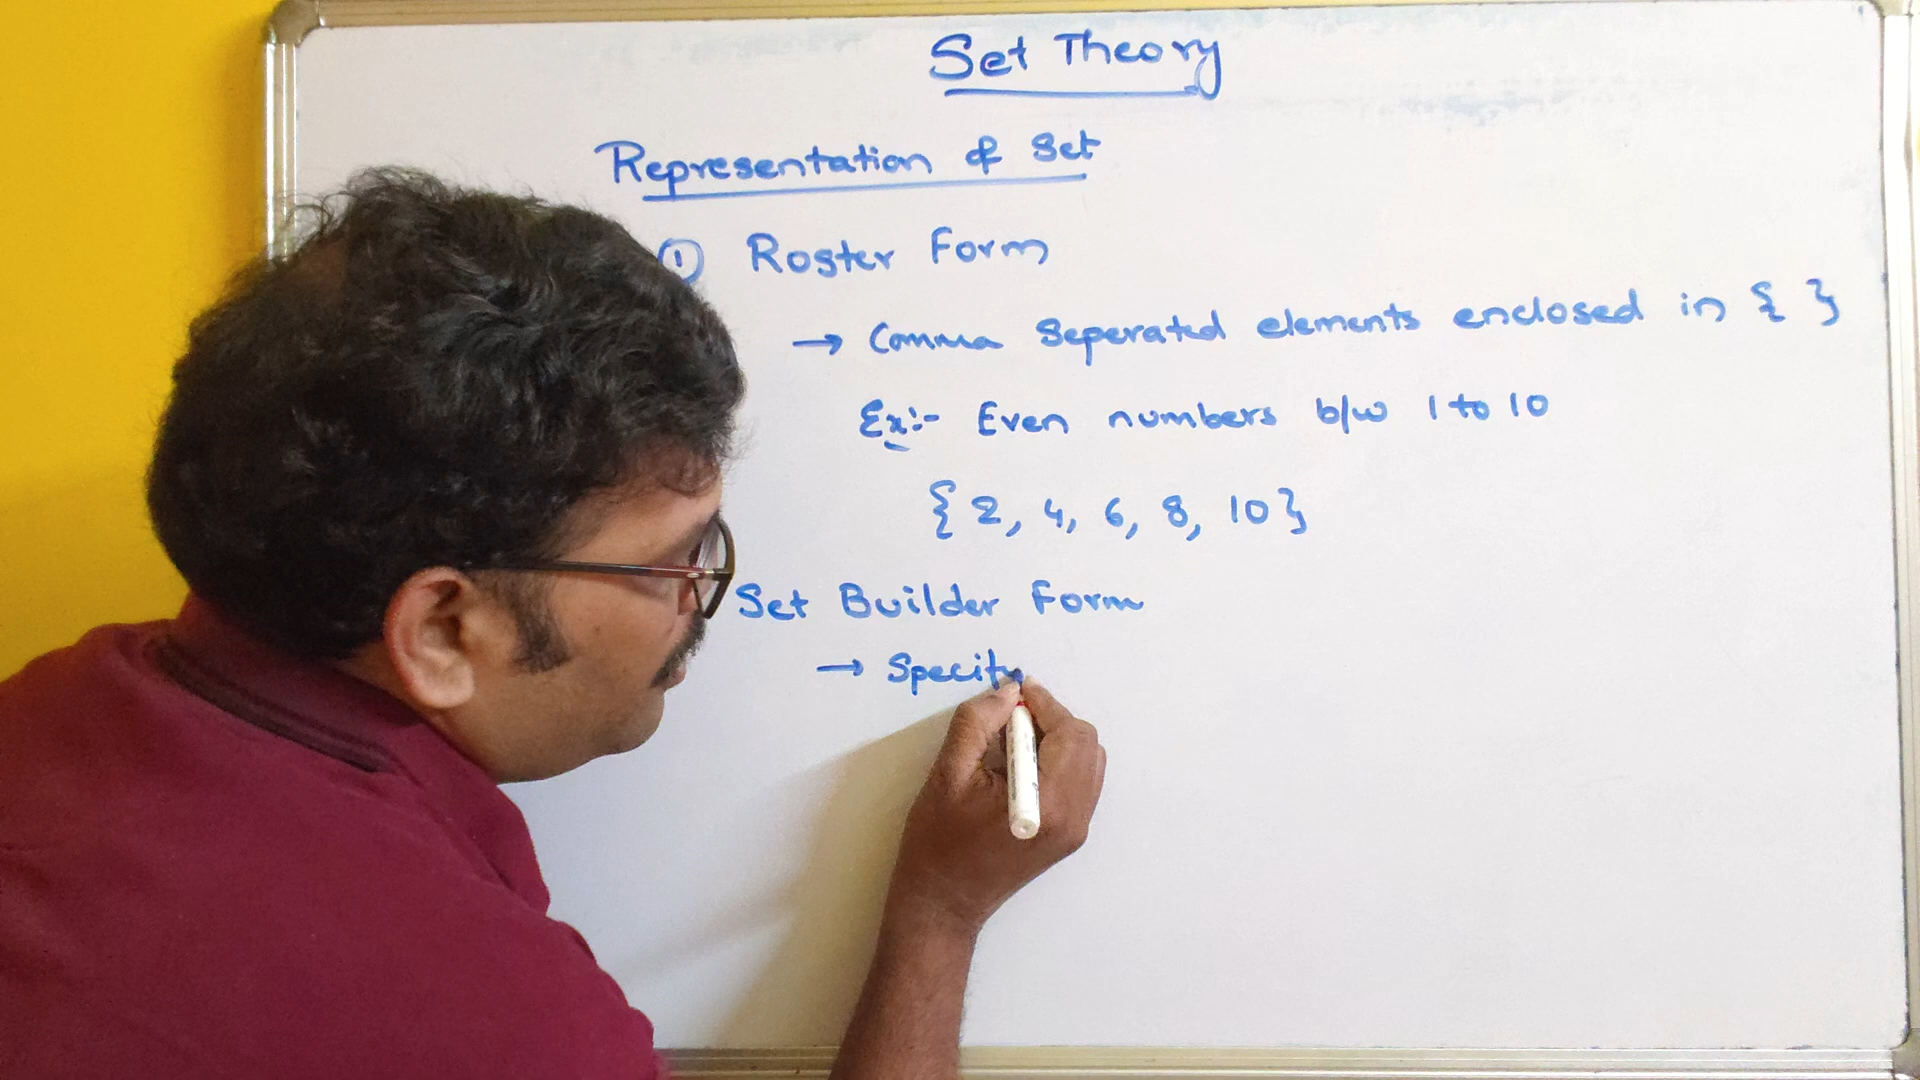 Set Theory
Representation of Set
① Roster Form
→ Comma Seperated elements enclosed in { }
Ex:- Even numbers b/w 1 to 10
{ 2, 4, 6, 8, 10 }
Set Builder Form
→ Specify